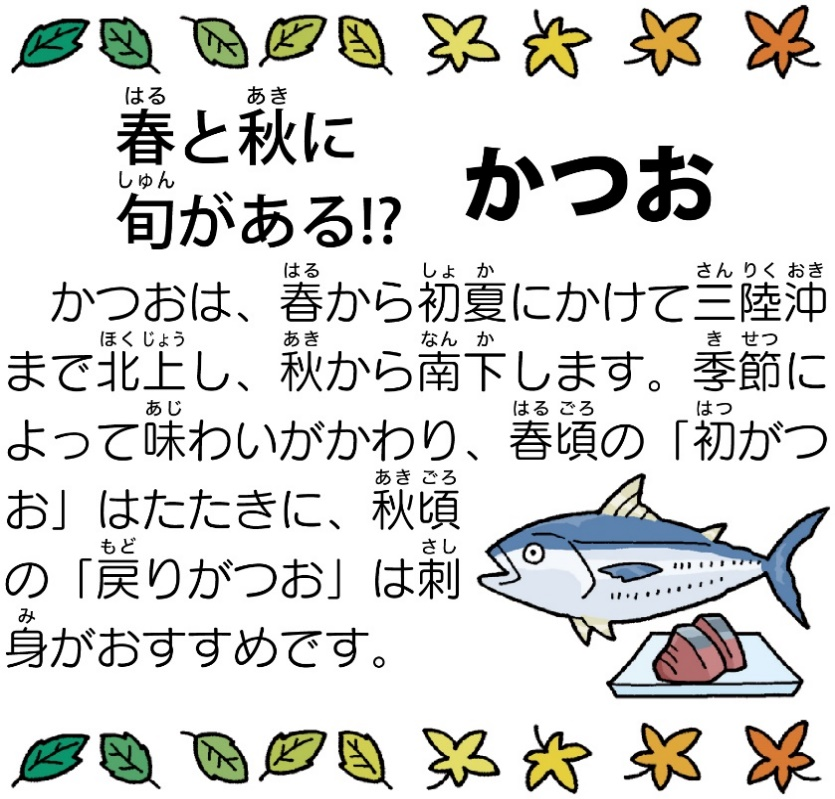 春と秋に
旬がある!?
かつお
かつおは、春から初夏にかけて三陸沖
まで北上し、秋から南下します。季節に
よって味わいがかわり、春頃の「初がつ
お」はたたきに、秋頃
の「戻りがつお」は刺
身がおすすめです。